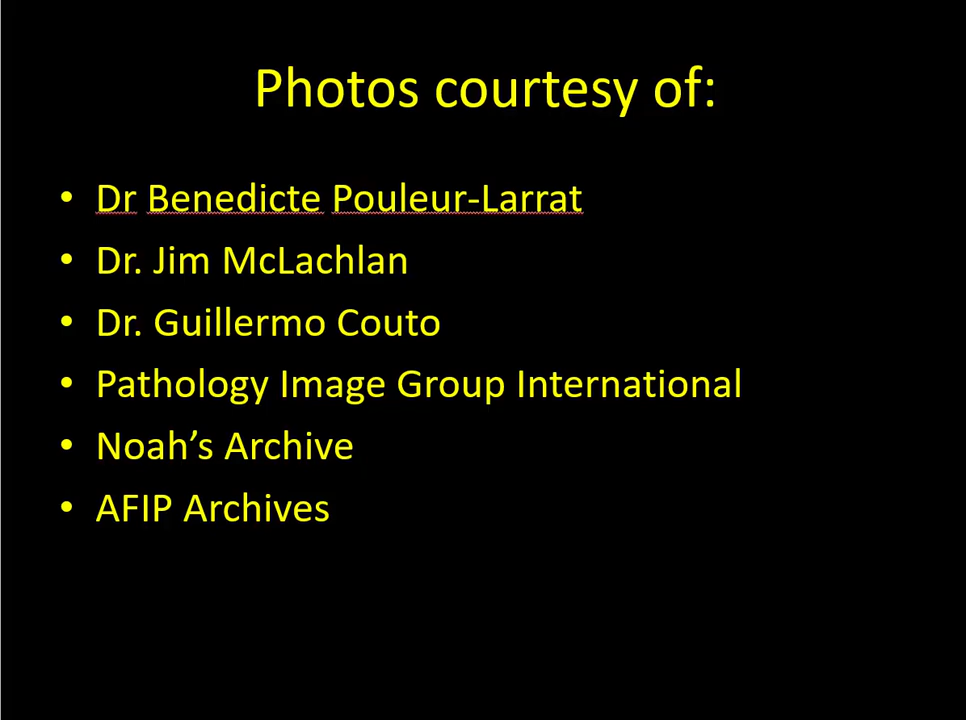 Photos courtesy of:
• Dr Benedicte Pouleur-Larrat
• Dr. Jim McLachlan
• Dr. Guillermo Couto
• Pathology Image Group International
• Noah’s Archive
• AFIP Archives